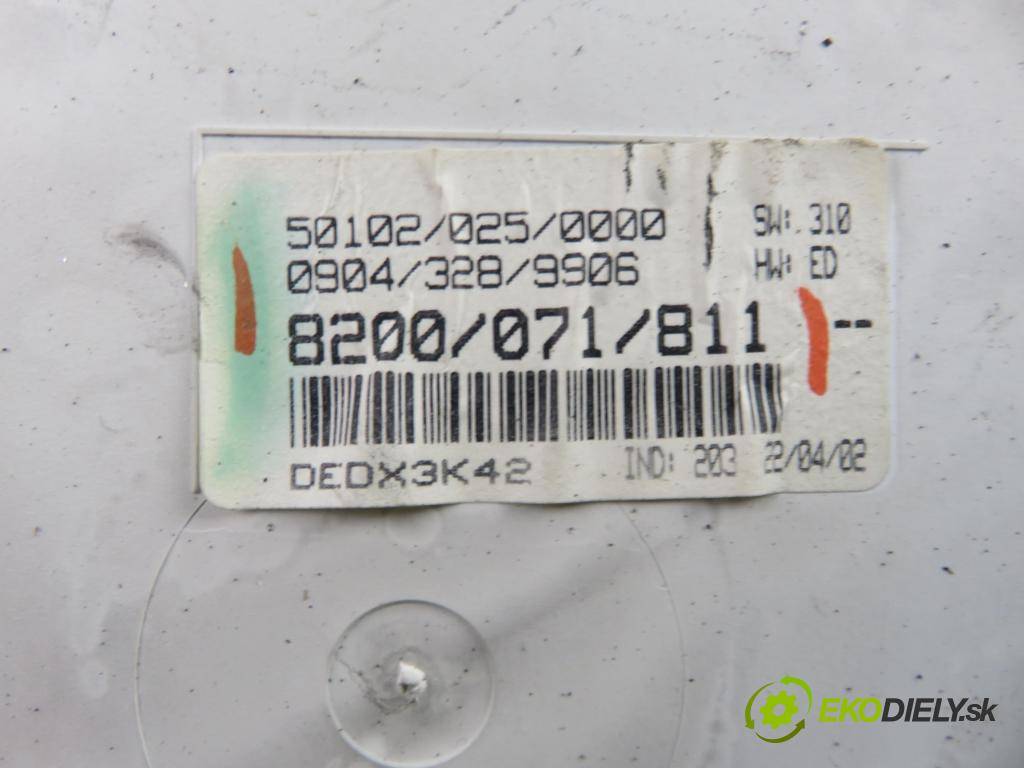 50102/025/0000 SW: 310
0904/328/9906 HW: ED
8200/071/811 --
DEDX3K42 IND: 203 22/04/02
EKODIELY.sk